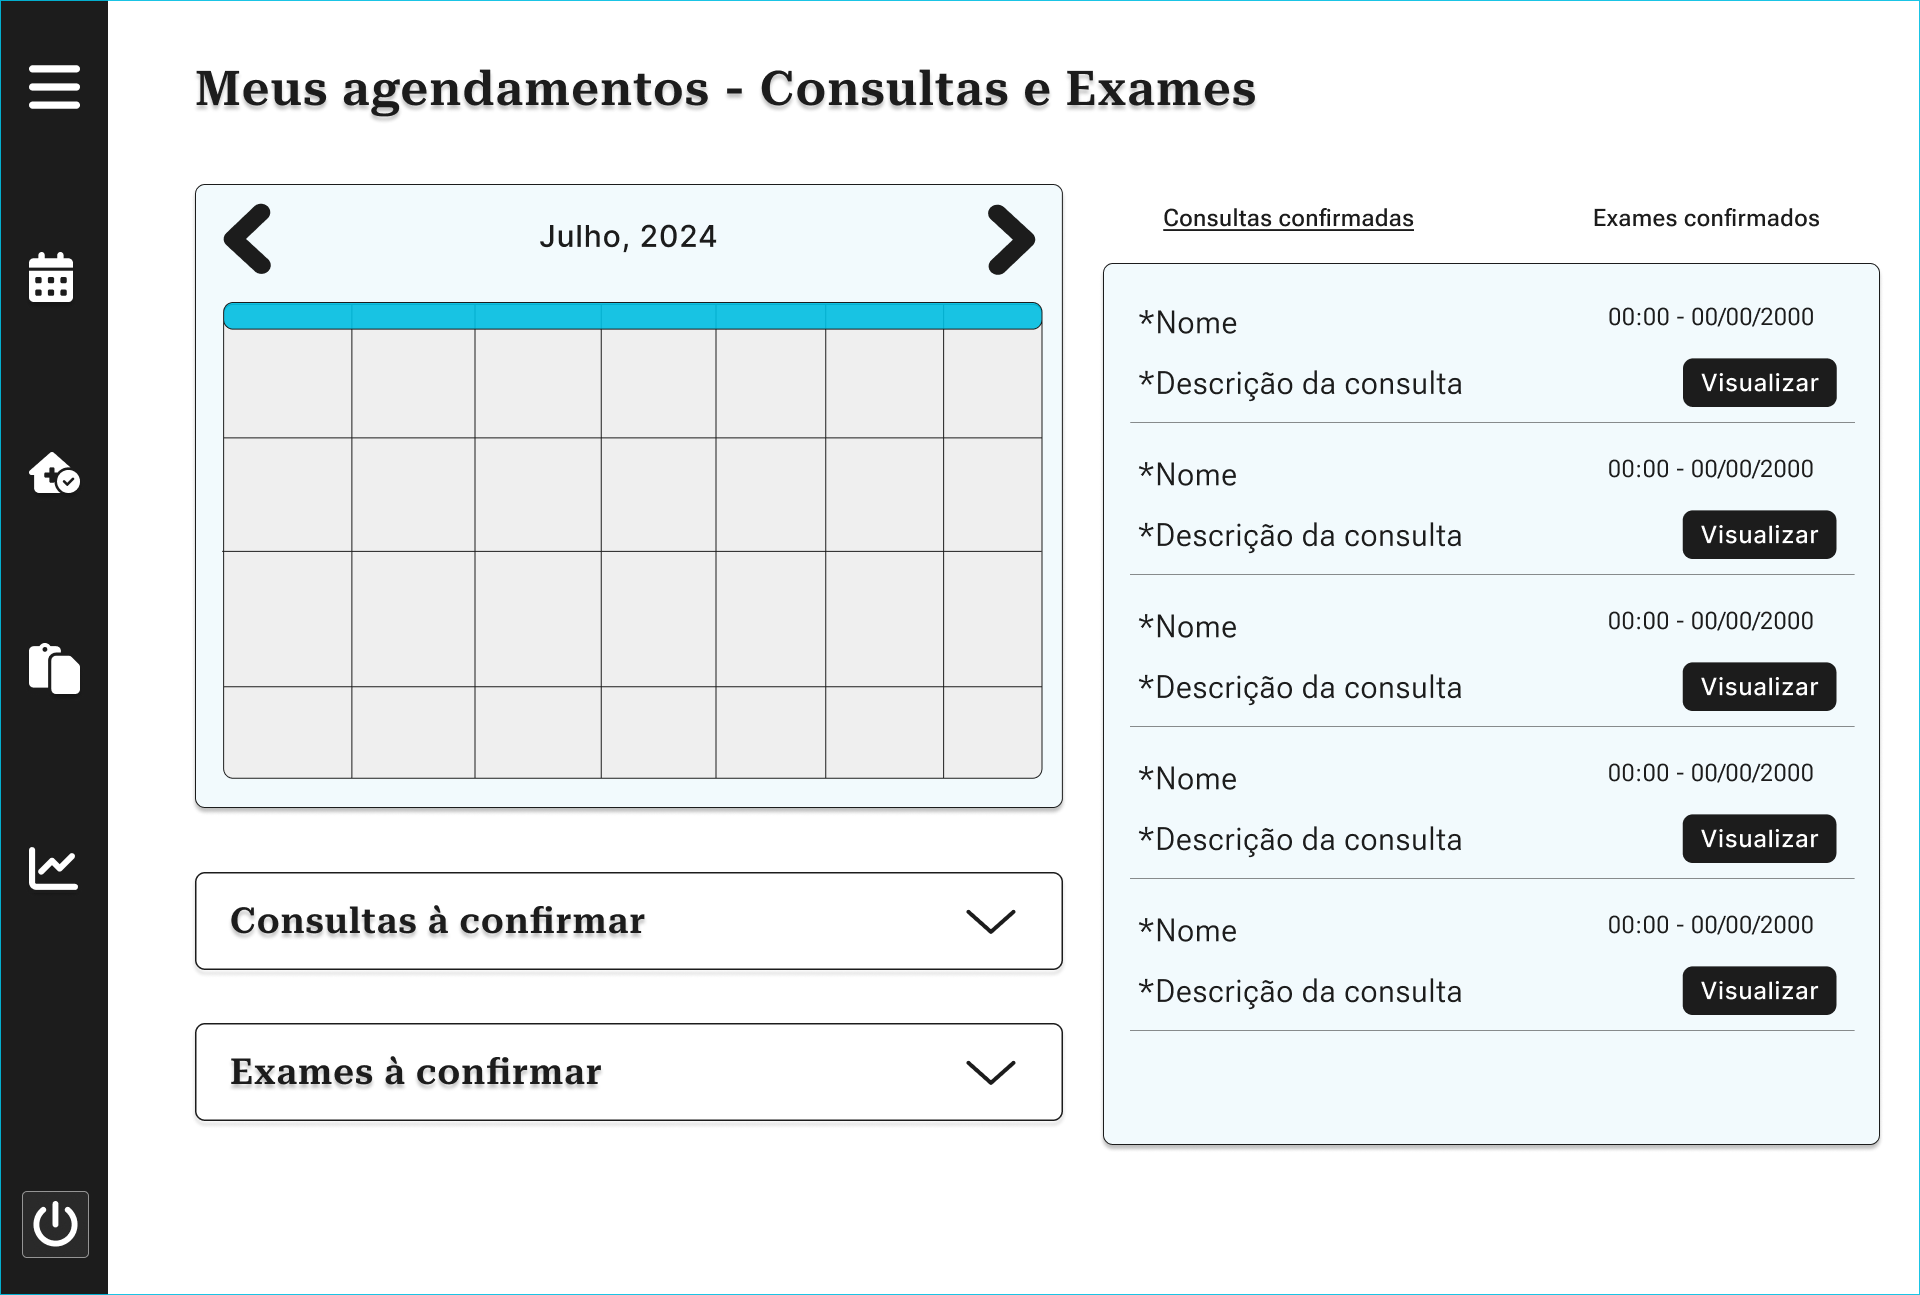 Meus agendamentos - Consultas e Exames
Julho, 2024
Consultas à confirmar
Exames à confirmar
Consultas confirmadas
Exames confirmados
*Nome
00:00 - 00/00/2000
*Descrição da consulta
Visualizar
*Nome
00:00 - 00/00/2000
*Descrição da consulta
Visualizar
*Nome
00:00 - 00/00/2000
*Descrição da consulta
Visualizar
*Nome
00:00 - 00/00/2000
*Descrição da consulta
Visualizar
*Nome
00:00 - 00/00/2000
*Descrição da consulta
Visualizar